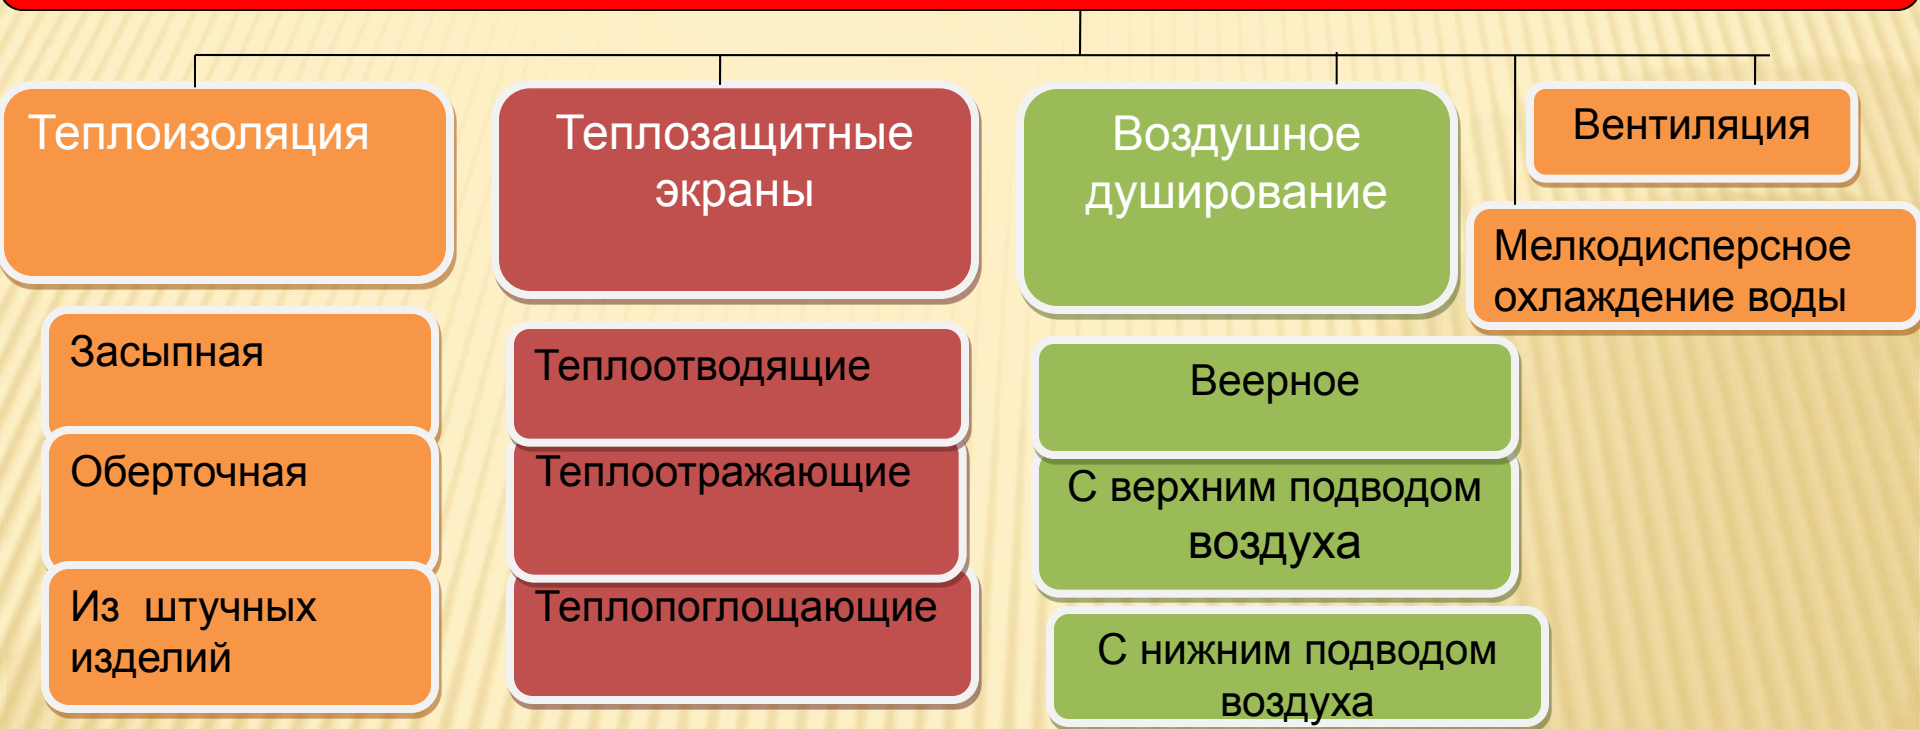 Теплоизоляция
Засыпная
Оберточная
Из штучных
изделий
Теплозащитные
экраны
Теплоотводящие
Теплоотражающие
Теплопоглощающие
Воздушное
душирование
Веерное
С верхним подводом
воздуха
С нижним подводом
воздуха
Вентиляция
Мелкодисперсное
охлаждение воды